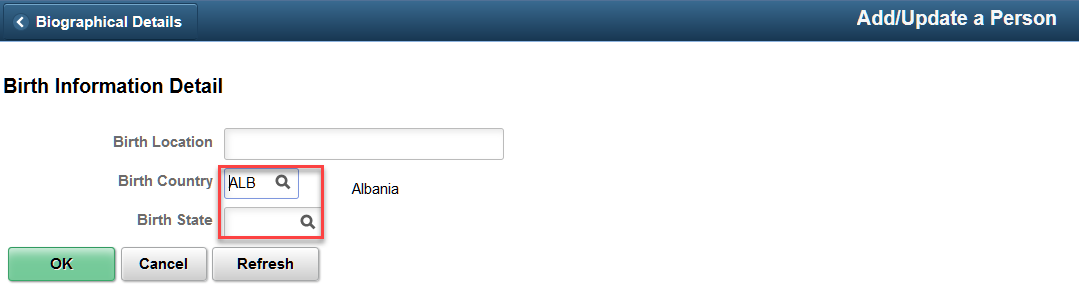 Biographical Details
Add/Update a Person
Birth Information Detail
Birth Location
Birth Country ALB Albania
Birth State
OK Cancel Refresh